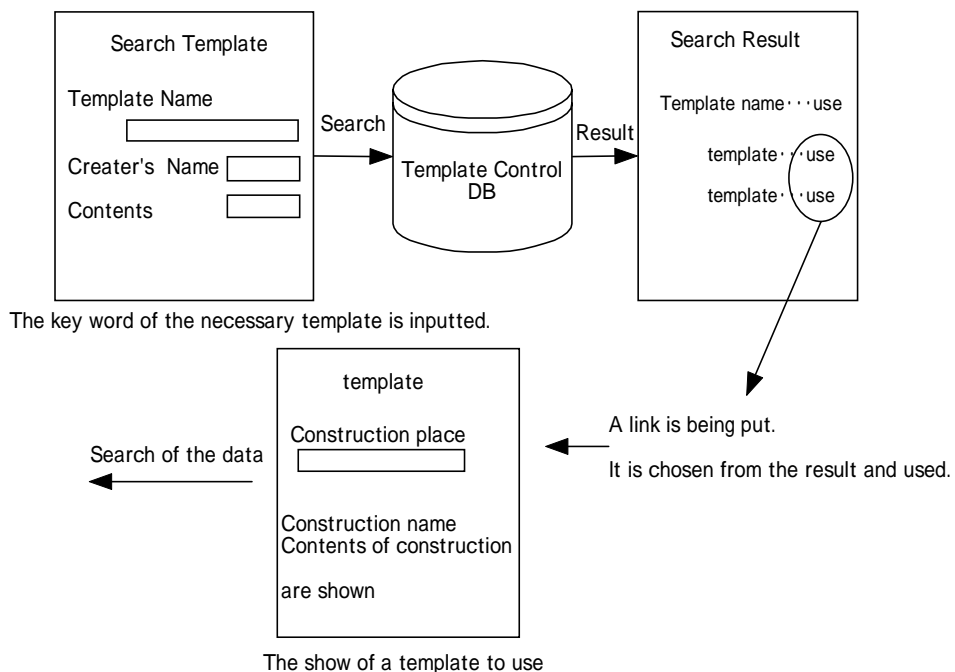 Search Template
Template Name
Creater's Name
Contents
Search
Template Control
DB
Result
Search Result
Template name···use
template···use
template···use
The key word of the necessary template is inputted.
A link is being put.
It is chosen from the result and used.
template
Construction place
Construction name
Contents of construction
are shown
Search of the data
The show of a template to use